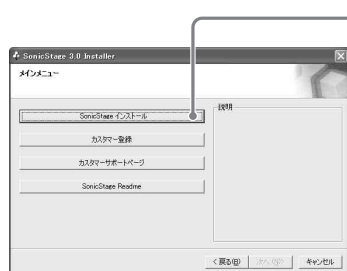 SonicStage 3.0 Installer
メインメニュー
SonicStage インストール
説明
カスタマー登録
カスタマーサポートページ
SonicStage Readme
< 戻る(B)
次へ(N) >
キャンセル